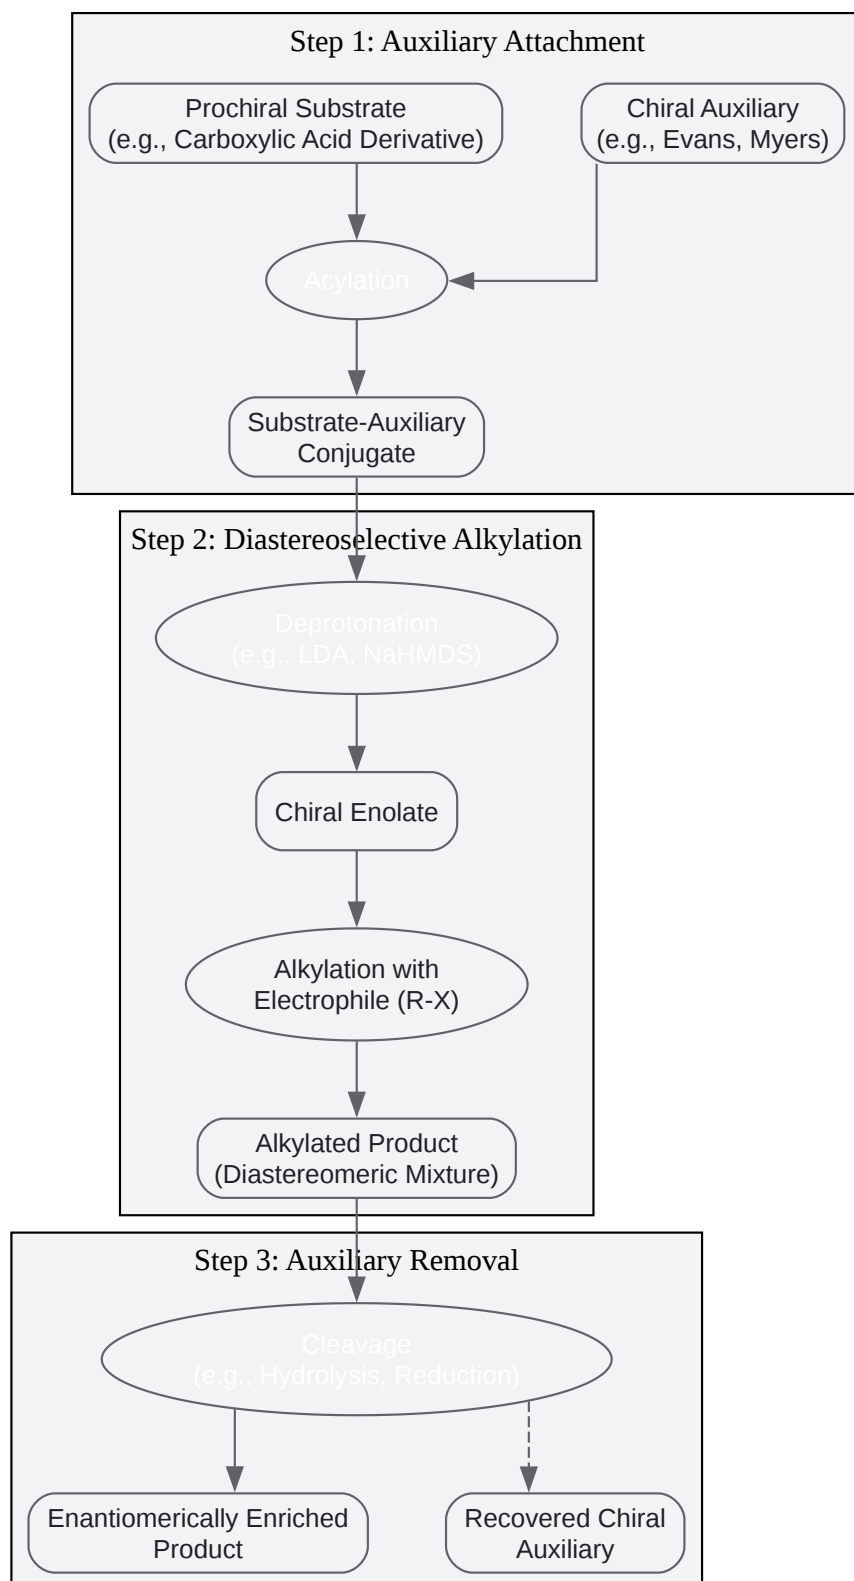 Step 1: Auxiliary Attachment
Prochiral Substrate
(e.g., Carboxylic Acid Derivative)
Chiral Auxiliary
(e.g., Evans, Myers)
Acylation
Substrate-Auxiliary
Conjugate
Step 2: Diastereoselective Alkylation
Deprotonation
(e.g., LDA, NaHMDS)
Chiral Enolate
Alkylation with
Electrophile (R-X)
Alkylated Product
(Diastereomeric Mixture)
Step 3: Auxiliary Removal
Cleavage
(e.g., Hydrolysis, Reduction)
Enantiomerically Enriched
Product
Recovered Chiral
Auxiliary